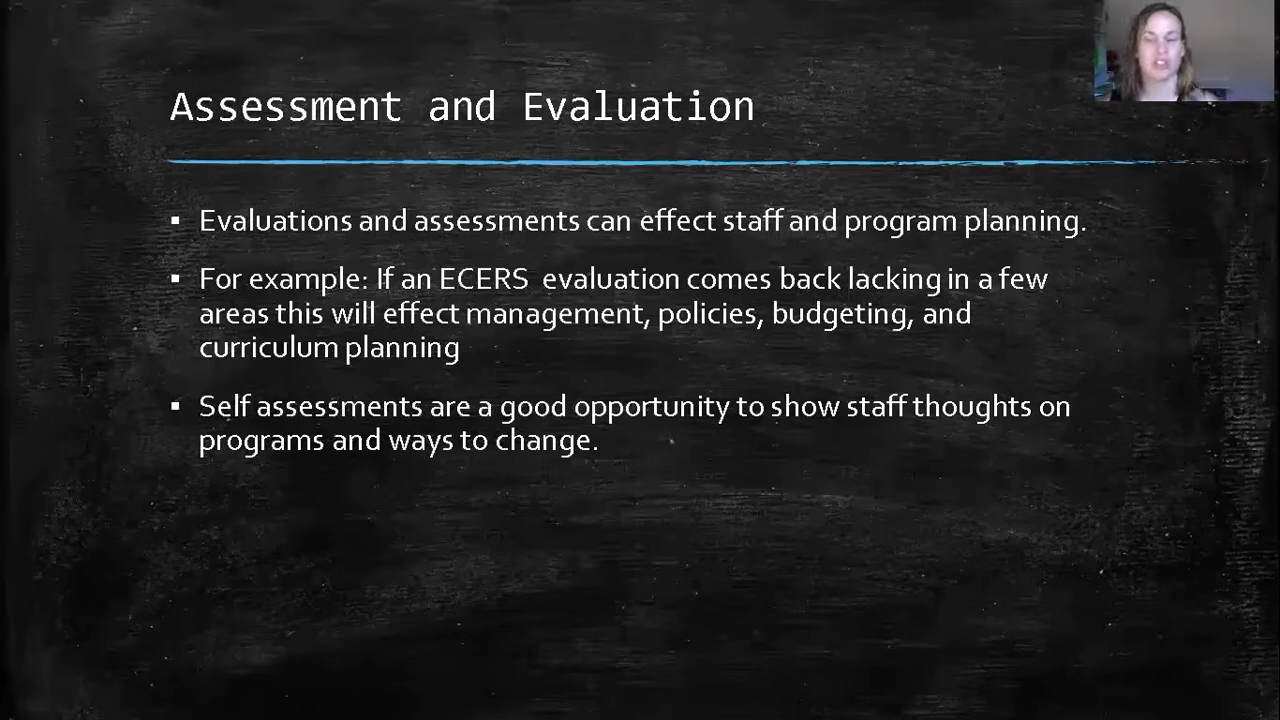 Assessment and Evaluation
▪ Evaluations and assessments can effect staff and program planning.
▪ For example: If an ECERS evaluation comes back lacking in a few
areas this will effect management, policies, budgeting, and
curriculum planning
▪ Self assessments are a good opportunity to show staff thoughts on
programs and ways to change.